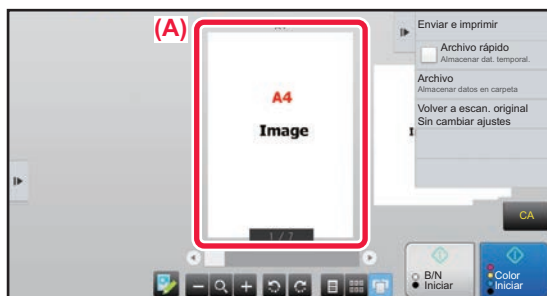 (A)
A4
Image
1 / 7
Enviar e imprimir
Archivo rápido
Almacenar dat. temporal.
Archivo
Almacenar datos en carpeta
Volver a escan. original
Sin cambiar ajustes
CA
B/N
Iniciar
Color
Iniciar